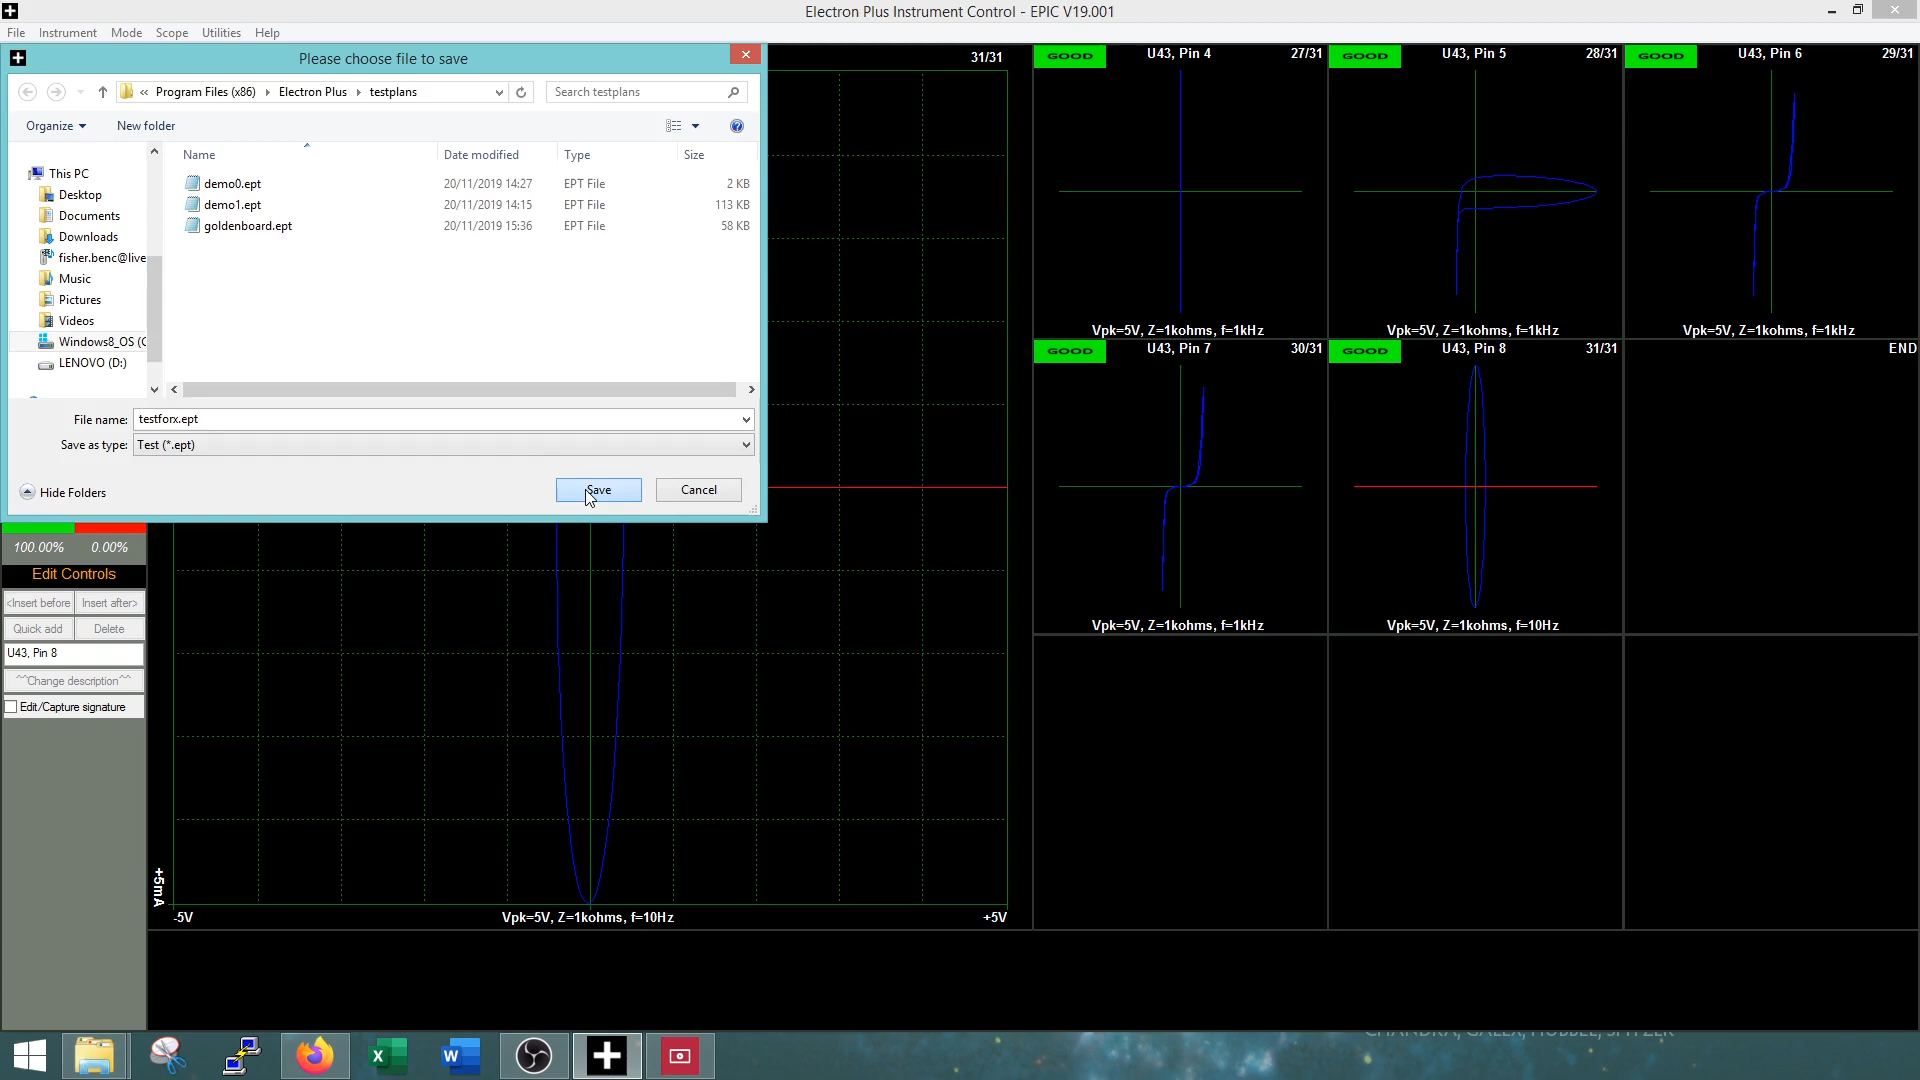 Electron Plus Instrument Control - EPIC V19.001
File Instrument Mode Scope Utilities Help
Please choose file to save
« Program Files (x86) Electron Plus testplans
Search testplans
Organize New folder
Name Date modified Type Size
This PC
Desktop
Documents
Downloads
fisher.benc@live
Music
Pictures
Videos
Windows8_OS (C
LENOVO (D:)
demo0.ept 20/11/2019 14:27 EPT File 2 KB
demo1.ept 20/11/2019 14:15 EPT File 113 KB
goldenboard.ept 20/11/2019 15:36 EPT File 58 KB
File name: testforx.ept
Save as type: Test (*.ept)
Hide Folders
Save Cancel
100.00% 0.00%
Edit Controls
<Insert before Insert after>
Quick add Delete
U43, Pin 8
^^Change description^^
Edit/Capture signature
31/31
+5mA
-5V Vpk=5V, Z=1kohms, f=10Hz +5V
GOOD U43, Pin 4 27/31
Vpk=5V, Z=1kohms, f=1kHz
GOOD U43, Pin 5 28/31
Vpk=5V, Z=1kohms, f=1kHz
GOOD U43, Pin 6 29/31
Vpk=5V, Z=1kohms, f=1kHz
GOOD U43, Pin 7 30/31
Vpk=5V, Z=1kohms, f=1kHz
GOOD U43, Pin 8 31/31
Vpk=5V, Z=1kohms, f=10Hz
END
CHANDRA, GALEX, HUBBLE, SPITZER